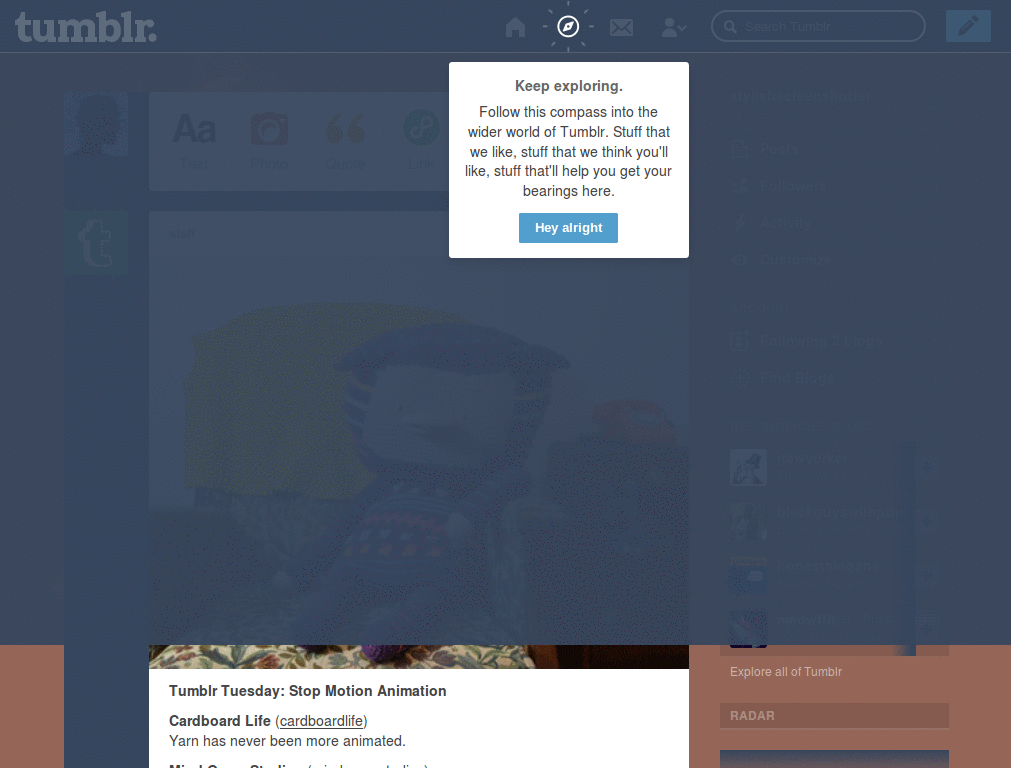 tumblr.
Search Tumblr
Keep exploring.
Follow this compass into the
wider world of Tumblr. Stuff that
we like, stuff that we think you'll
like, stuff that'll help you get your
bearings here.
Hey alright
Aa
Text
Photo
Quote
Link
staff
Posts
Followers
Activity
Customize
Following 2 blogs
Find Blogs
Tumblr Tuesday: Stop Motion Animation
Cardboard Life (cardboardlife)
Yarn has never been more animated.
Explore all of Tumblr
RADAR